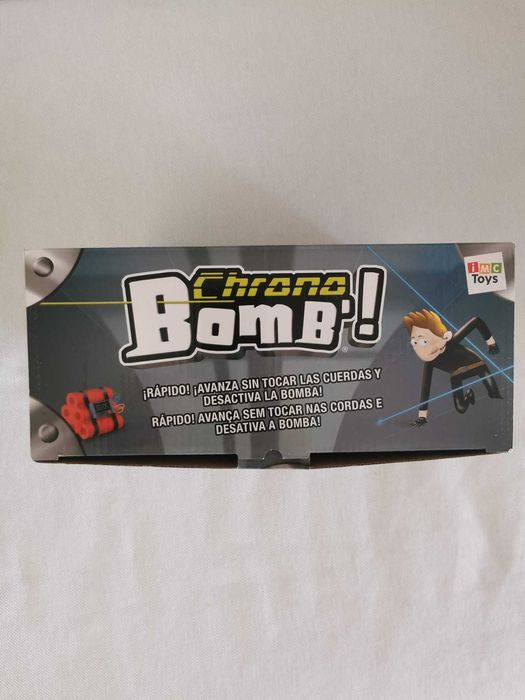 Chrono
BOMB'!
iMC
Toys
¡RÁPIDO! ¡AVANZA SIN TOCAR LAS CUERDAS Y
DESACTIVA LA BOMBA!
RÁPIDO! AVANÇA SEM TOCAR NAS CORDAS E
DESATIVA A BOMBA!